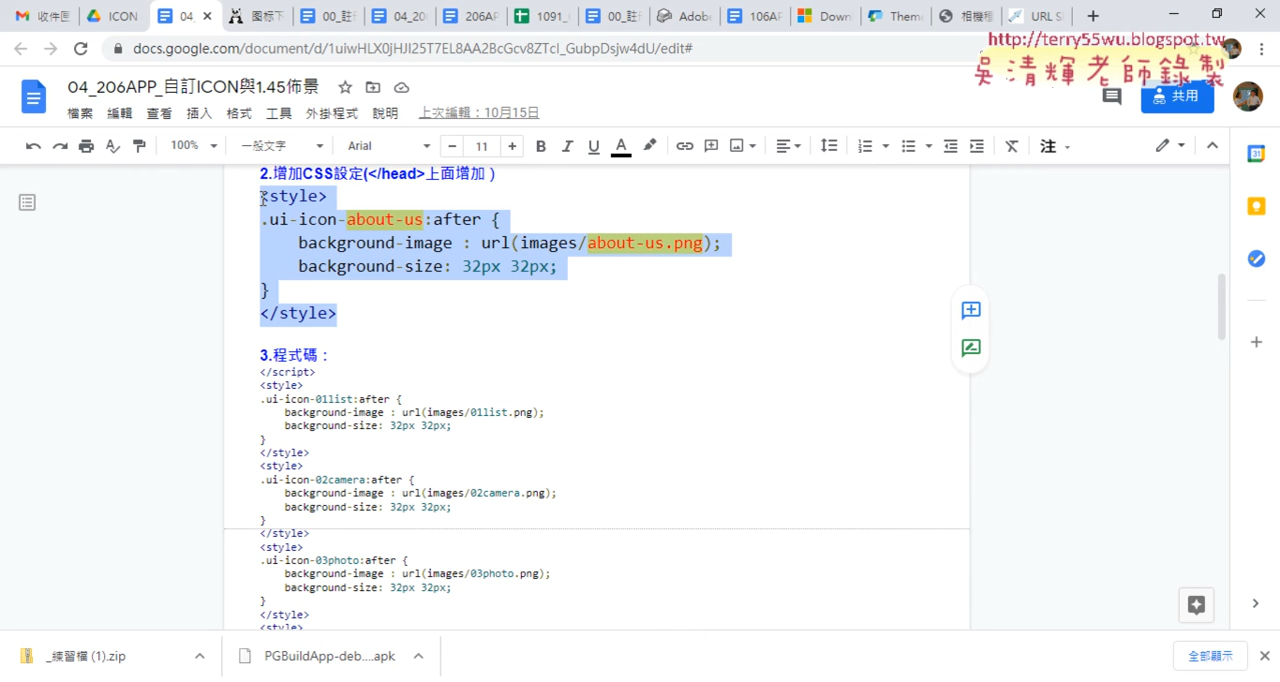 收件匣
ICON
04_
图标下
00_註
04_20
206AP
1091_
00_註
Adob
106AP
Down
Them
相機程
URL S
docs.google.com/document/d/1uiwHLX0jHJI25T7EL8AA2BcGcv8ZTcI_GubpDsjw4dU/edit#
http://terry55wu.blogspot.tw
吳清輝老師錄製
04_206APP_自訂ICON與1.45佈景
檔案 編輯 查看 插入 格式 工具 外掛程式 說明 上次編輯：10月15日
共用
100% 一般文字 Arial 11 B I U A 注
2.增加CSS設定(</head>上面增加 )
<style>
.ui-icon-about-us:after {
background-image : url(images/about-us.png);
background-size: 32px 32px;
}
</style>
3.程式碼：
</script>
<style>
.ui-icon-01list:after {
background-image : url(images/01list.png);
background-size: 32px 32px;
}
</style>
<style>
.ui-icon-02camera:after {
background-image : url(images/02camera.png);
background-size: 32px 32px;
}
</style>
<style>
.ui-icon-03photo:after {
background-image : url(images/03photo.png);
background-size: 32px 32px;
}
</style>
<style>
_練習檔 (1).zip
PGBuildApp-deb....apk
全部顯示